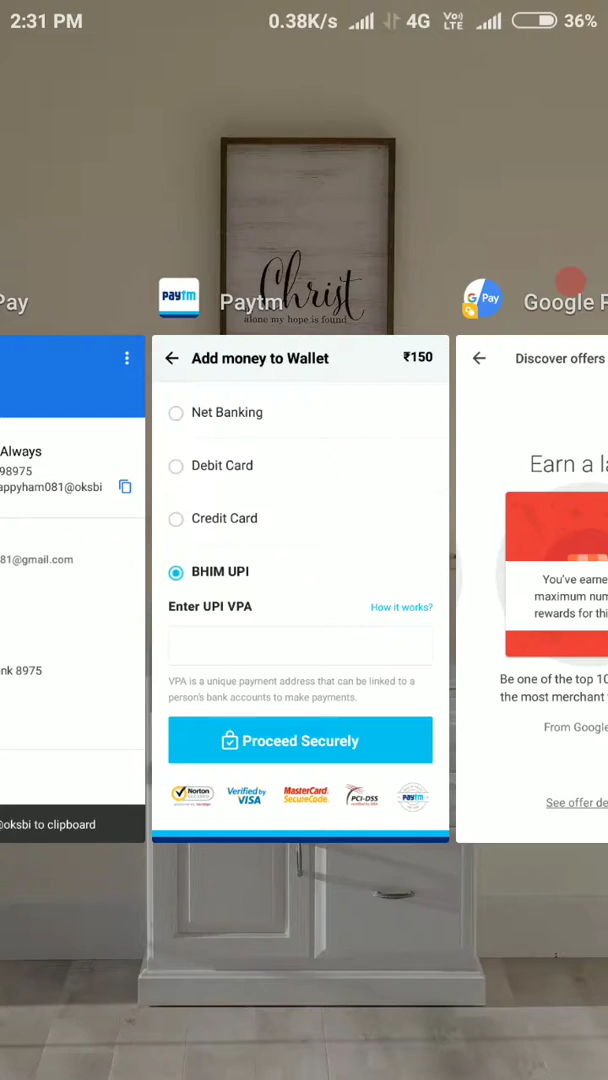 2:31 PM 0.38K/s 4G VoLTE 36%
Christ
alone my hope is found
Pay
Paytm
Google P
Always
98975
appyham081@oksbi
81@gmail.com
nk 8975
@oksbi to clipboard
Add money to Wallet ₹150
Net Banking
Debit Card
Credit Card
BHIM UPI
Enter UPI VPA How it works?
VPA is a unique payment address that can be linked to a
person's bank accounts to make payments.
Proceed Securely
Norton
SECURED
Verified by
VISA
MasterCard.
SecureCode.
PCI-DSS
Paytm
Discover offers
Earn a la
You've earne
maximum num
rewards for thi
Be one of the top 10
the most merchant
From Google
See offer de